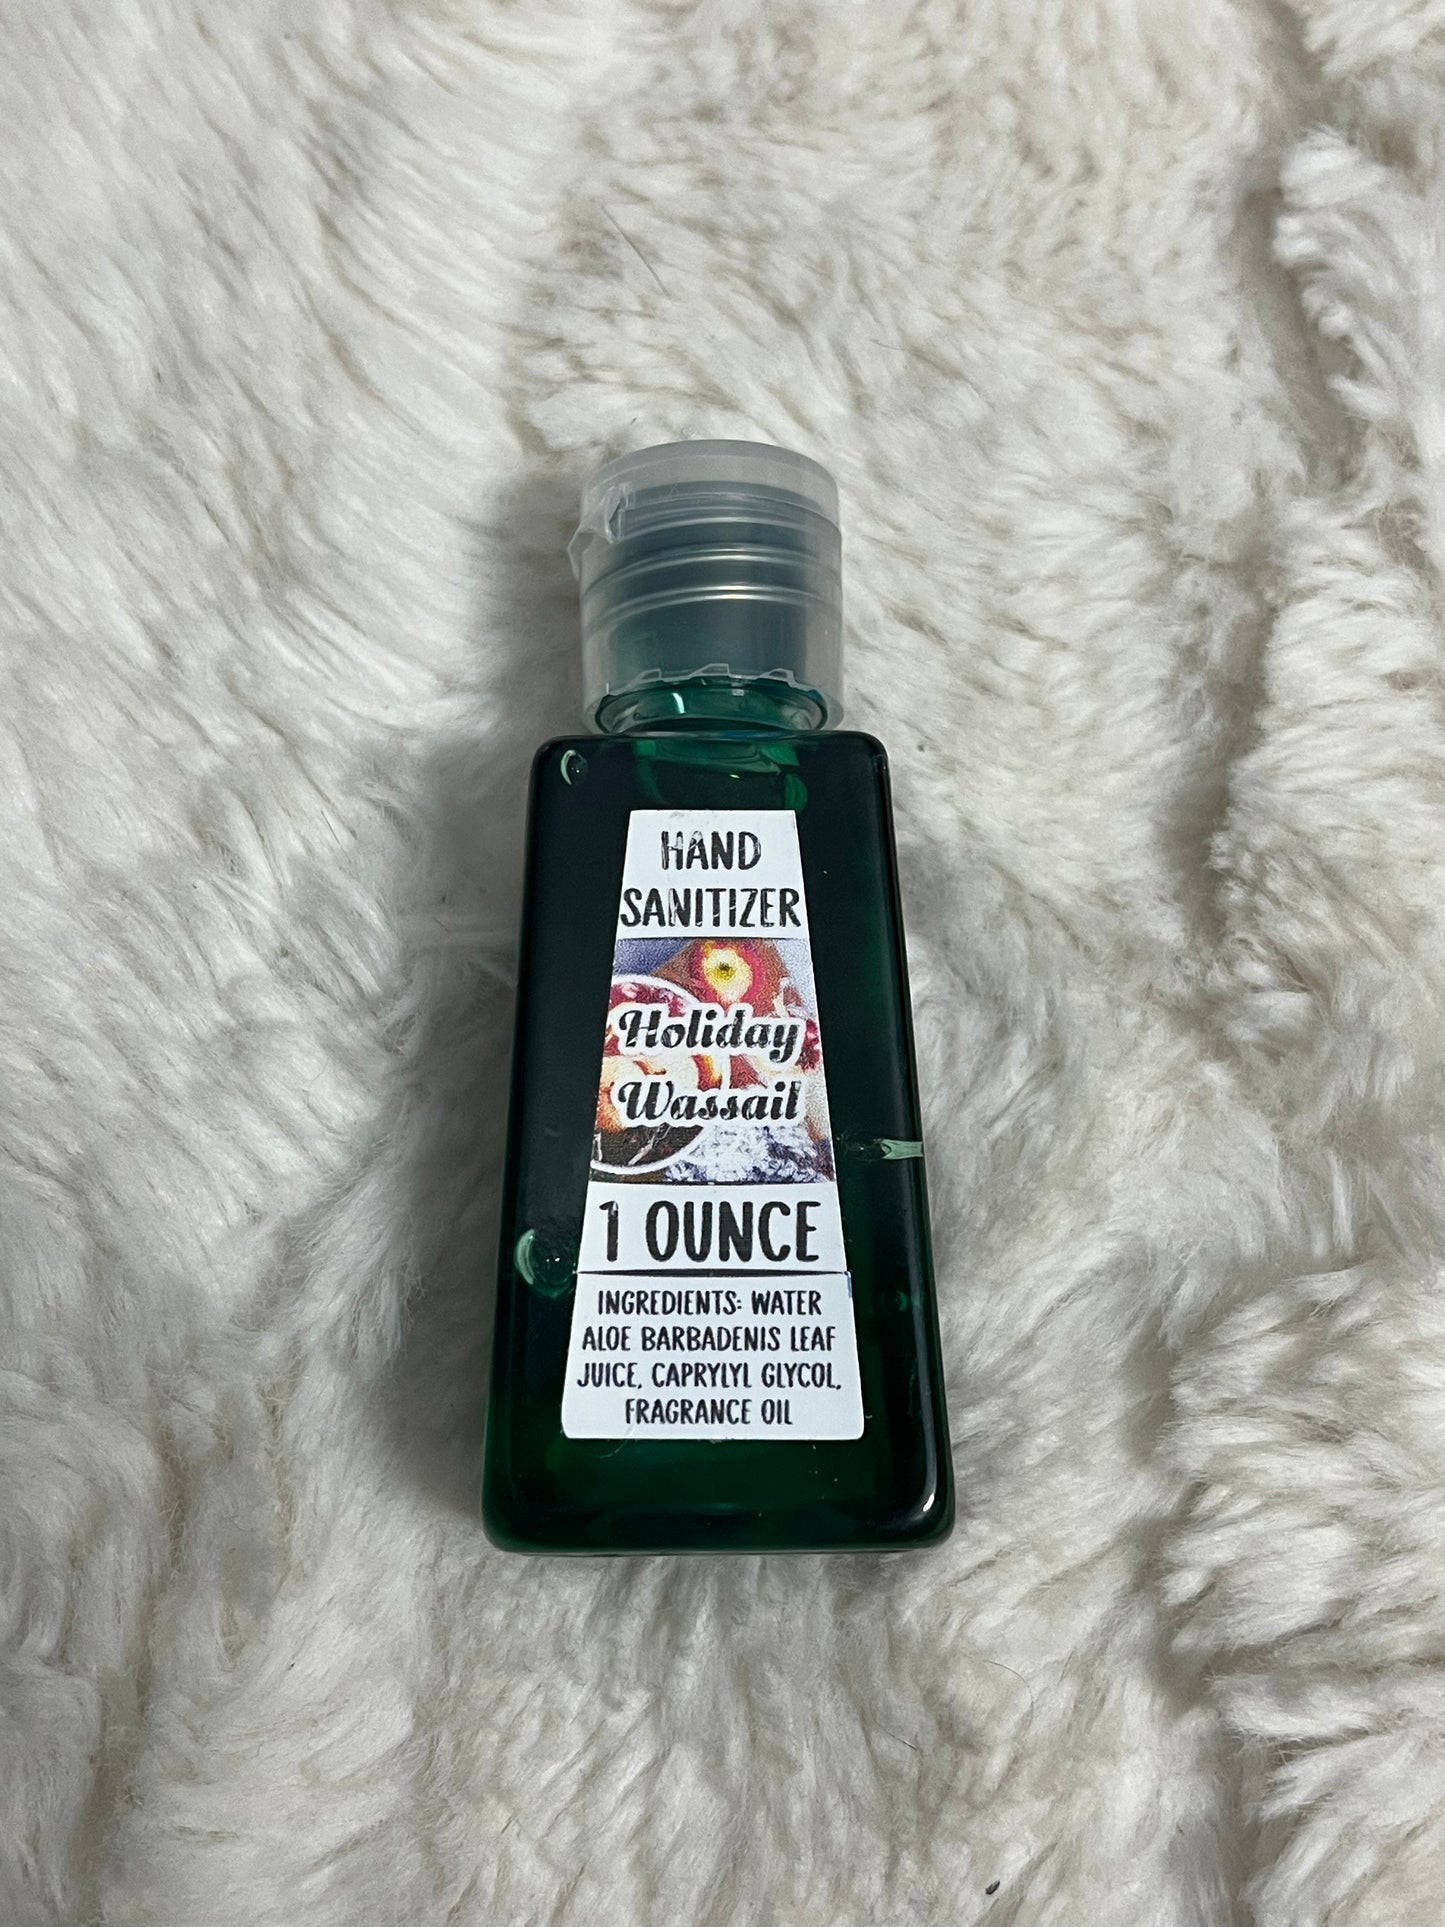 HAND
SANITIZER
Holiday
Wassail
1 OUNCE
INGREDIENTS: WATER
ALOE BARBADENIS LEAF
JUICE, CAPRYLYL GLYCOL,
FRAGRANCE OIL